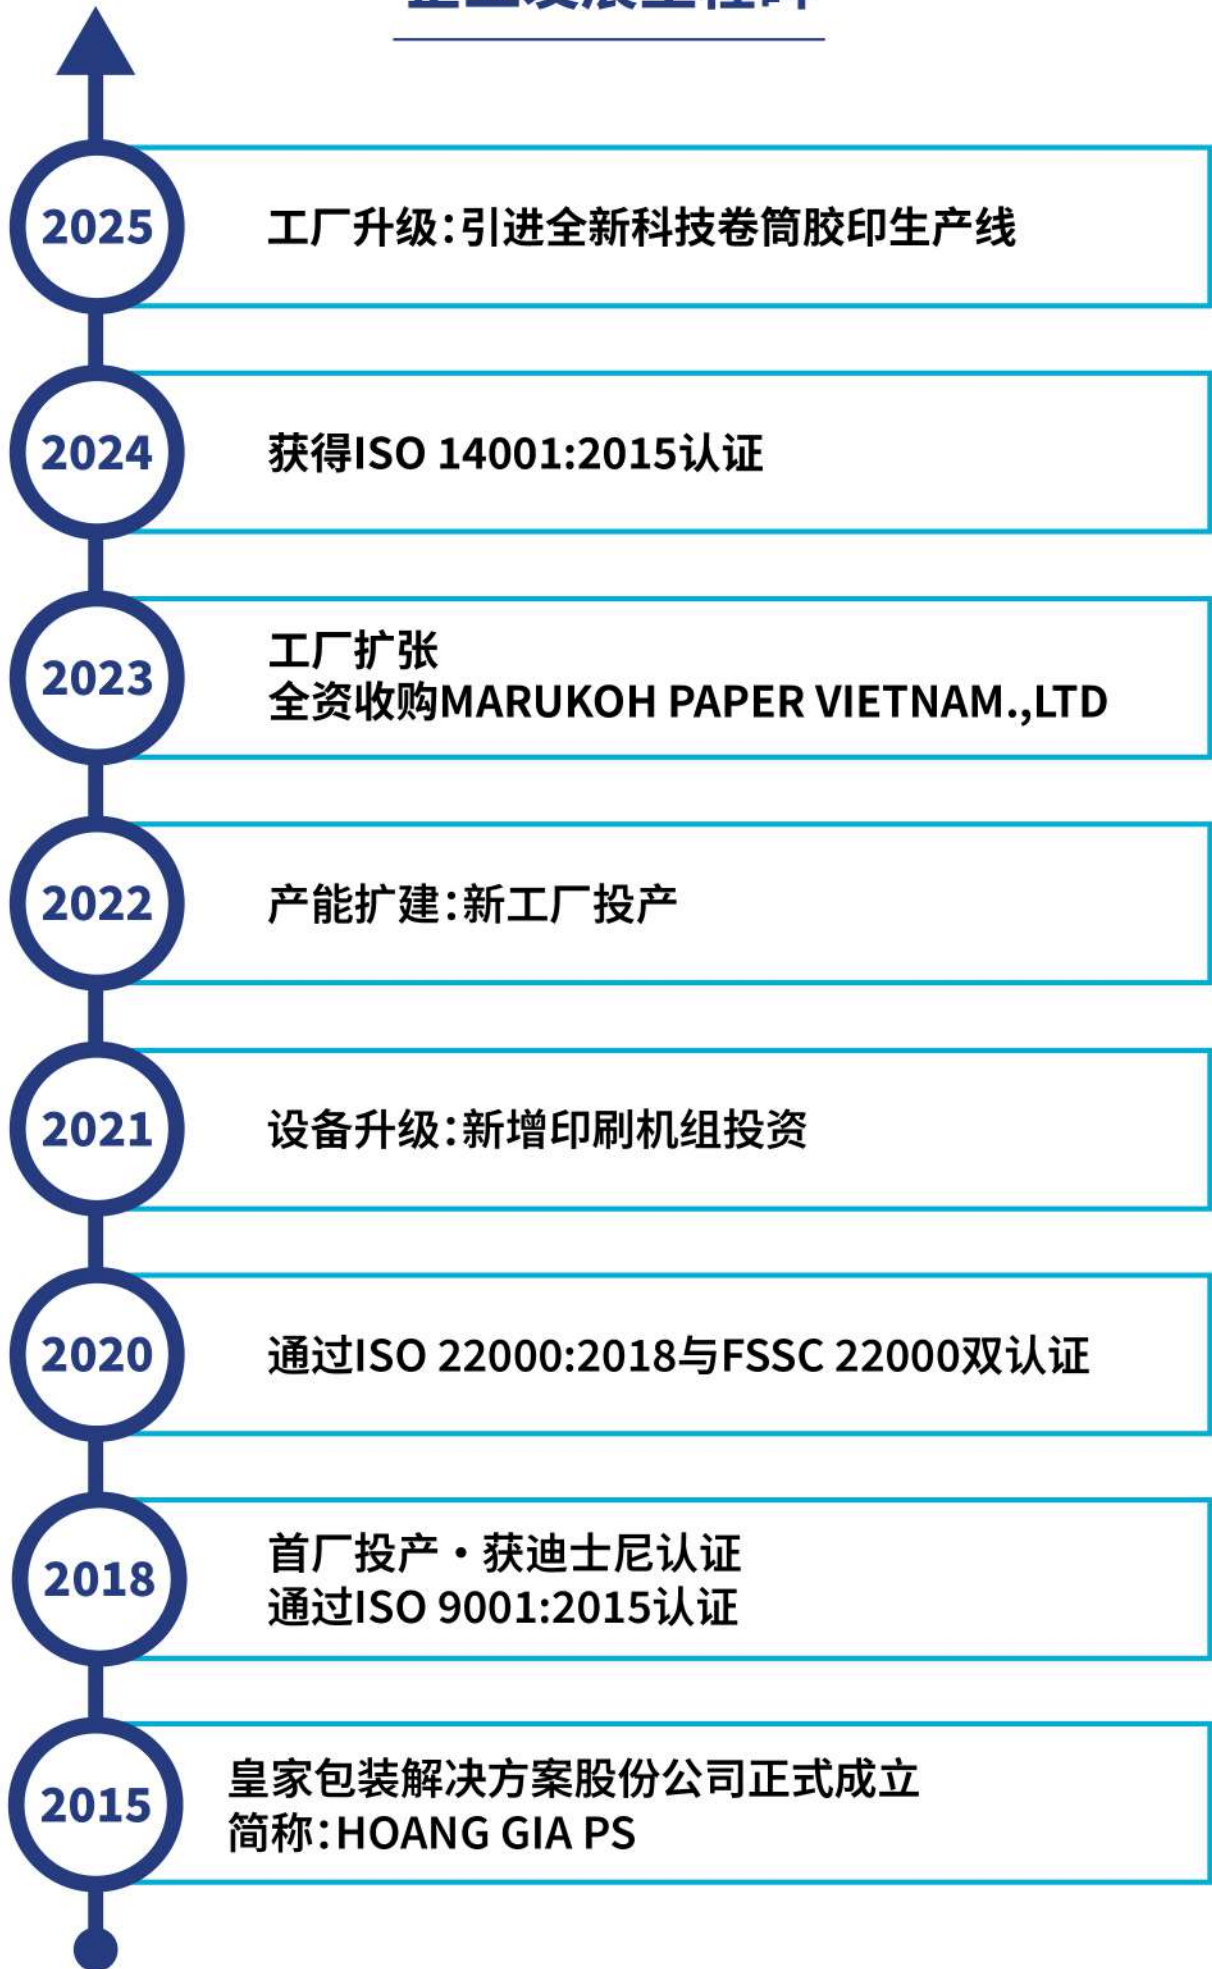 2025
工厂升级：引进全新科技卷筒胶印生产线
2024
获得ISO 14001:2015认证
2023
工厂扩张
全资收购MARUKOH PAPER VIETNAM.,LTD
2022
产能扩建：新工厂投产
2021
设备升级：新增印刷机组投资
2020
通过ISO 22000:2018与FSSC 22000双认证
2018
首厂投产·获迪士尼认证
通过ISO 9001:2015认证
2015
皇家包装解决方案股份公司正式成立
简称：HOANG GIA PS